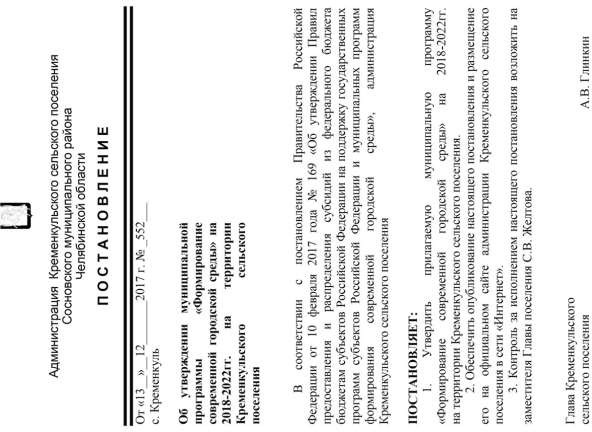 Администрация Кременкульского сельского поселения
Сосновского муниципального района
Челябинской области
ПОСТАНОВЛЕНИЕ
От «13__»__12____ 2017 г. №_552___
с. Кременкуль
Об утверждении муниципальной
программы «Формирование
современной городской среды» на
2018-2022гг. на территории
Кременкульского сельского
поселения
В соответствии с постановлением Правительства Российской
Федерации от 10 февраля 2017 года № 169 «Об утверждении Правил
предоставления и распределения субсидий из федерального бюджета
бюджетам субъектов Российской Федерации на поддержку государственных
программ субъектов Российской Федерации и муниципальных программ
формирования современной городской среды», администрация
Кременкульского сельского поселения
ПОСТАНОВЛЯЕТ:
1. Утвердить прилагаемую муниципальную программу
«Формирование современной городской среды» на 2018-2022гг.
на территории Кременкульского сельского поселения.
2. Обеспечить опубликование настоящего постановления и размещение
его на официальном сайте администрации Кременкульского сельского
поселения в сети «Интернет».
3. Контроль за исполнением настоящего постановления возложить на
заместителя Главы поселения С.В. Желтова.
Глава Кременкульского
сельского поселения А.В. Глинкин